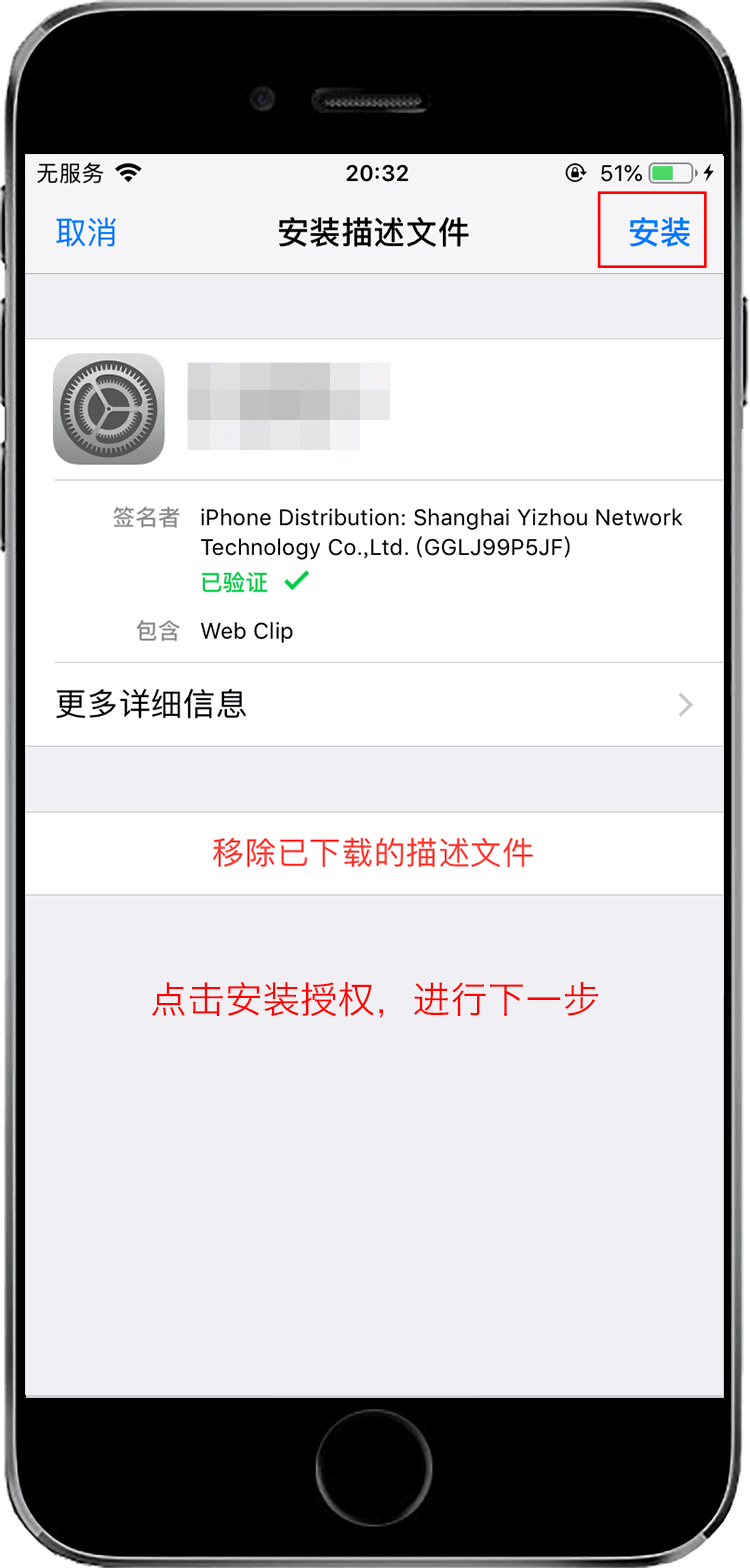 无服务 20:32 51%
取消 安装描述文件 安装
签名者 iPhone Distribution: Shanghai Yizhou Network
Technology Co.,Ltd. (GGLJ99P5JF)
已验证
包含 Web Clip
更多详细信息
移除已下载的描述文件
点击安装授权，进行下一步